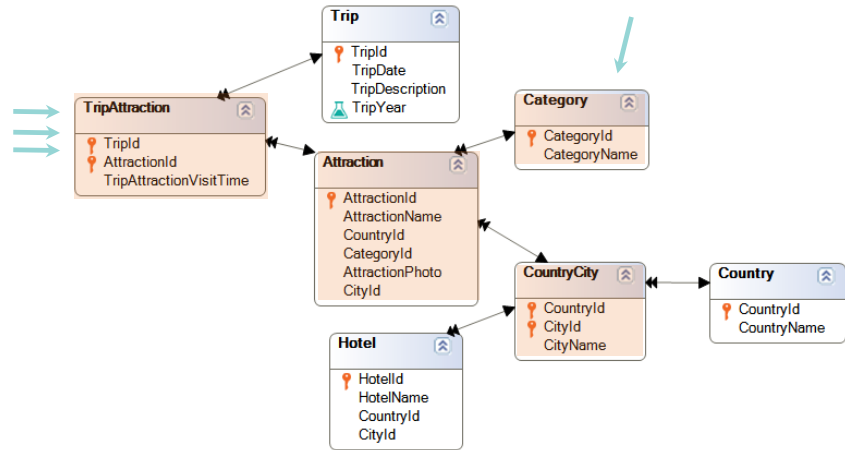 Trip
TripId
TripDate
TripDescription
TripYear
TripAttraction
TripId
AttractionId
TripAttractionVisitTime
Category
CategoryId
CategoryName
Attraction
AttractionId
AttractionName
CountryId
CategoryId
AttractionPhoto
CityId
CountryCity
CountryId
CityId
CityName
Country
CountryId
CountryName
Hotel
HotelId
HotelName
CountryId
CityId